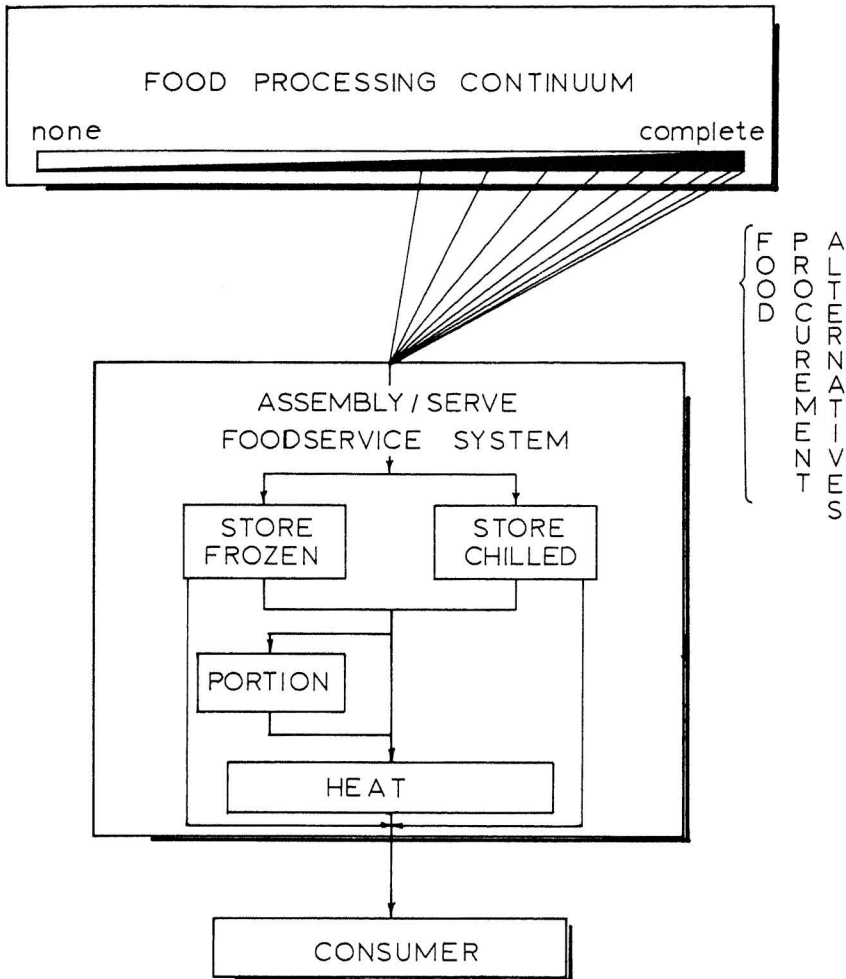 FOOD PROCESSING CONTINUUM
none
complete
FOOD
PROCUREMENT
ALTERNATIVES
ASSEMBLY / SERVE
FOODSERVICE SYSTEM
STORE
FROZEN
STORE
CHILLED
PORTION
HEAT
CONSUMER